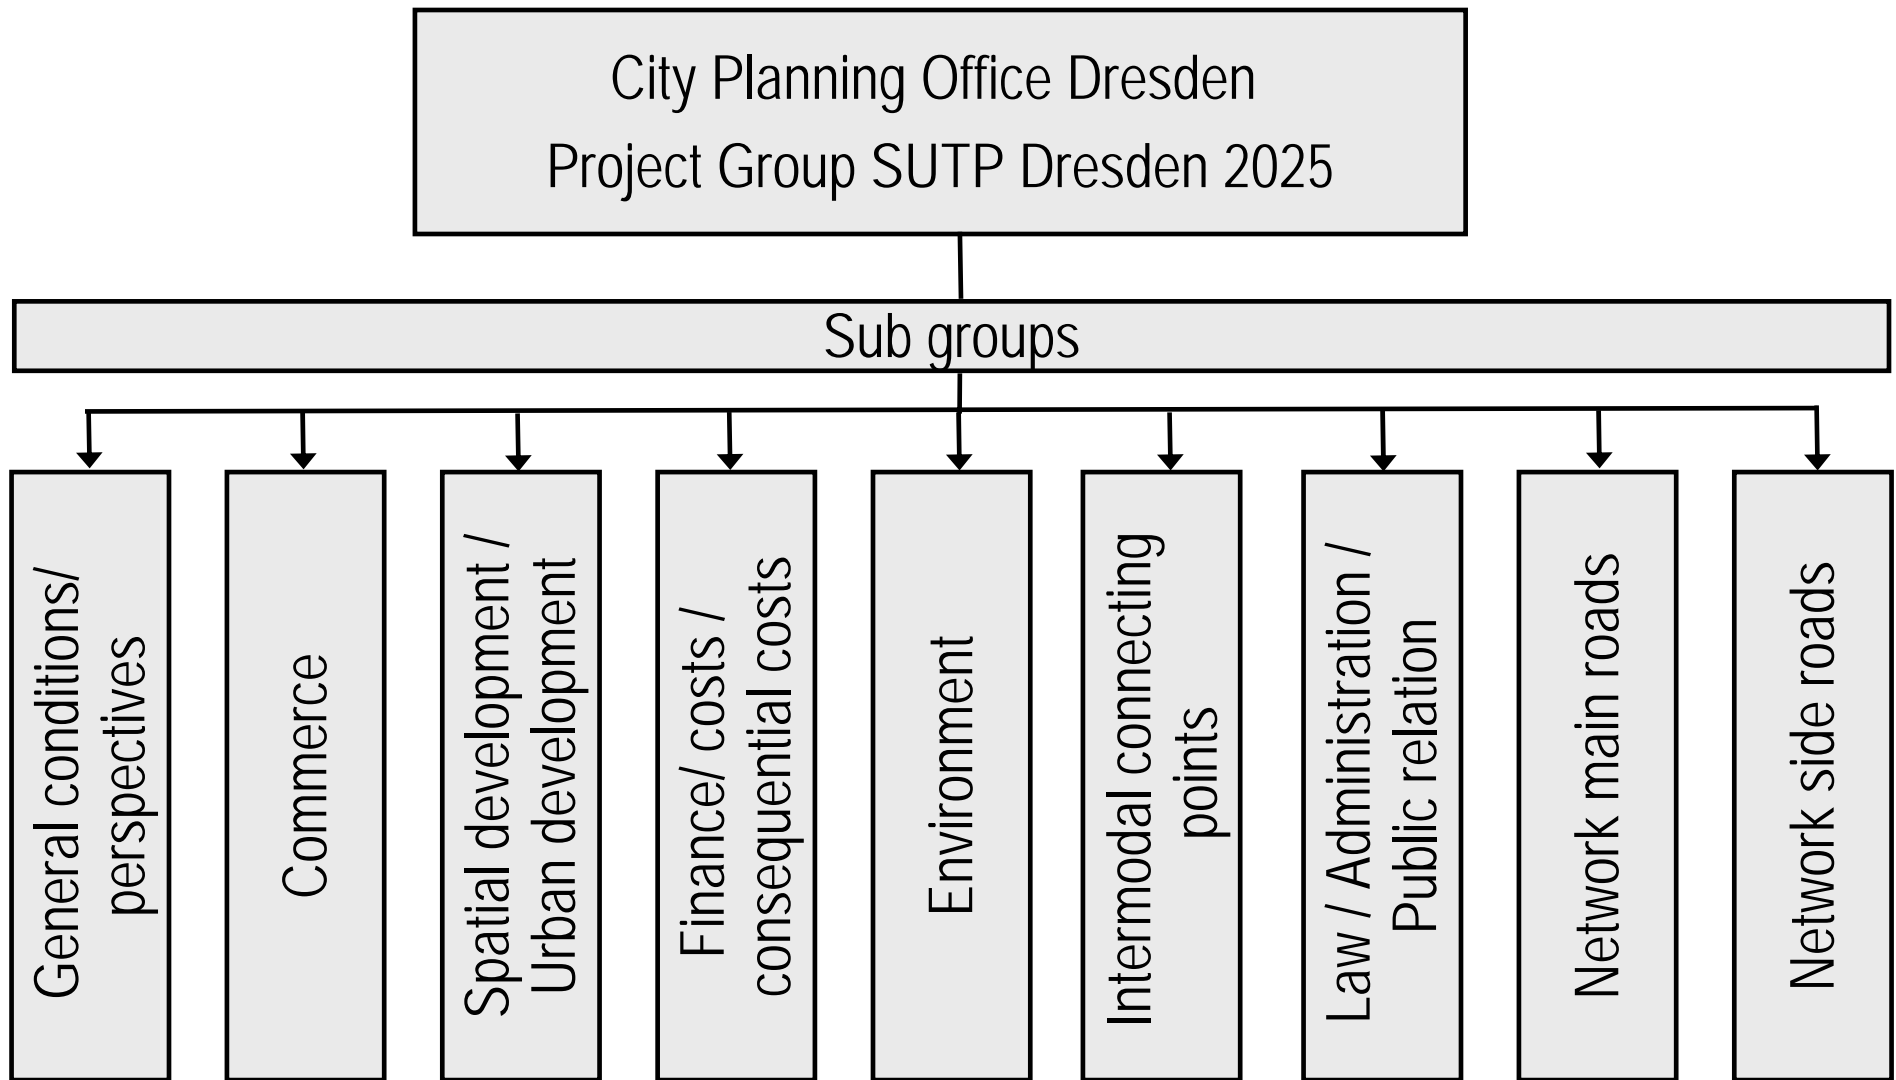 City Planning Office Dresden
Project Group SUTP Dresden 2025
Sub groups
General conditions/
perspectives
Commerce
Spatial development /
Urban development
Finance/ costs /
consequential costs
Environment
Intermodal connecting
points
Law / Administration /
Public relation
Network main roads
Network side roads